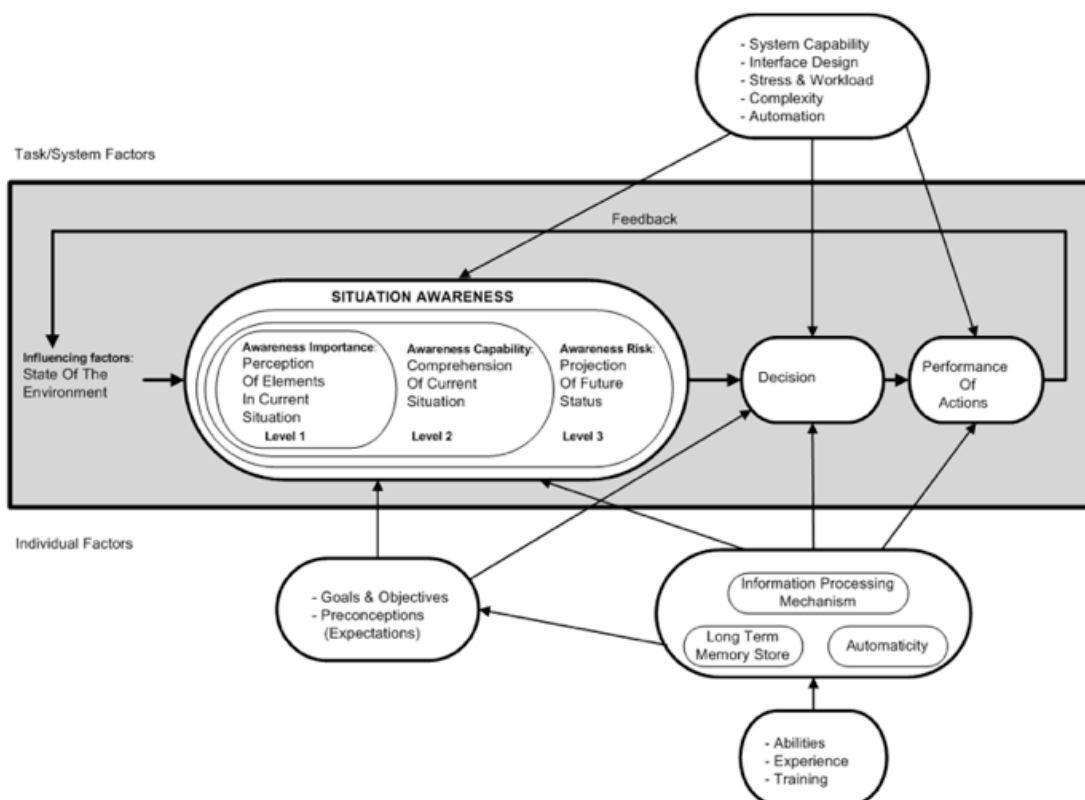 - System Capability
- Interface Design
- Stress & Workload
- Complexity
- Automation
Task/System Factors
Feedback
SITUATION AWARENESS
Influencing factors:
State Of The
Environment
Awareness Importance:
Perception
Of Elements
In Current
Situation
Level 1
Awareness Capability:
Comprehension
Of Current
Situation
Level 2
Awareness Risk:
Projection
Of Future
Status
Level 3
Decision
Performance
Of
Actions
Individual Factors
- Goals & Objectives
- Preconceptions
(Expectations)
Information Processing
Mechanism
Long Term
Memory Store
Automaticity
- Abilities
- Experience
- Training